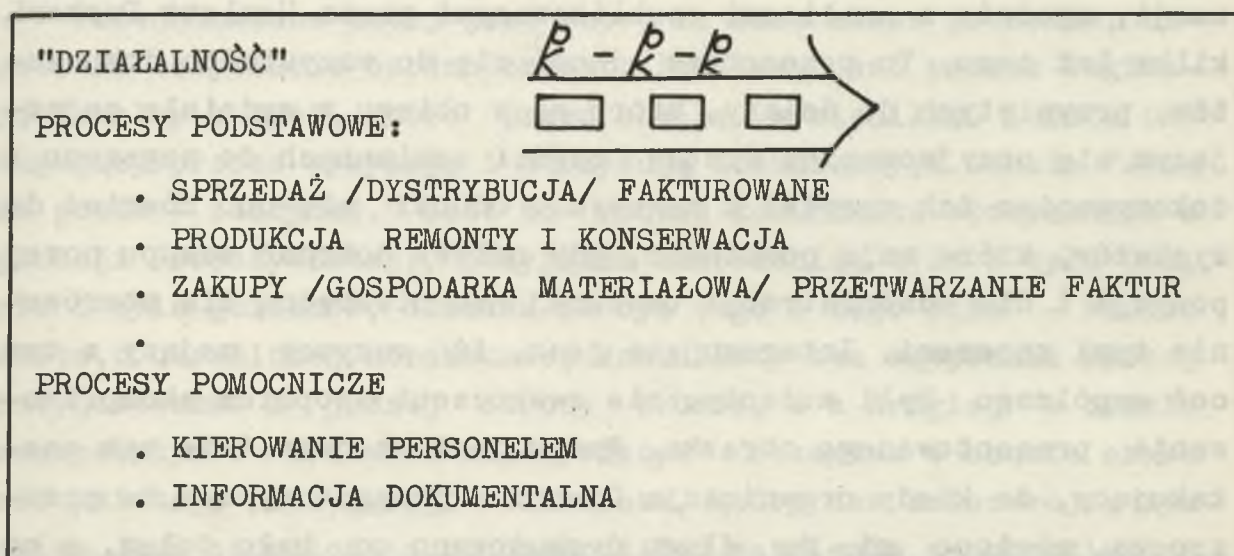 "DZIAŁALNOŚĆ"
PROCESY PODSTAWOWE:
. SPRZEDAŻ /DYSTRYBUCJA/ FAKTUROWANE
. PRODUKCJA REMONTY I KONSERWACJA
. ZAKUPY /GOSPODARKA MATERIAŁOWA/ PRZETWARZANIE FAKTUR
.
PROCESY POMOCNICZE
. KIEROWANIE PERSONELEM
. INFORMACJA DOKUMENTALNA